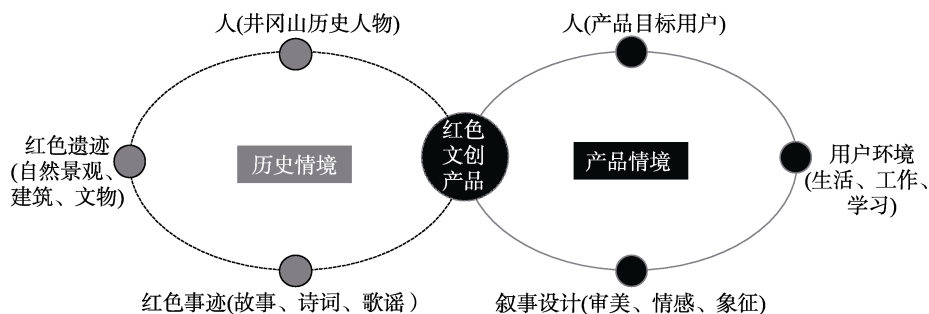 人(井冈山历史人物)
人(产品目标用户)
红色遗迹
(自然景观、
建筑、文物)
历史情境
红色
文创
产品
产品情境
用户环境
(生活、工作、
学习)
红色事迹(故事、诗词、歌谣)
叙事设计(审美、情感、象征)